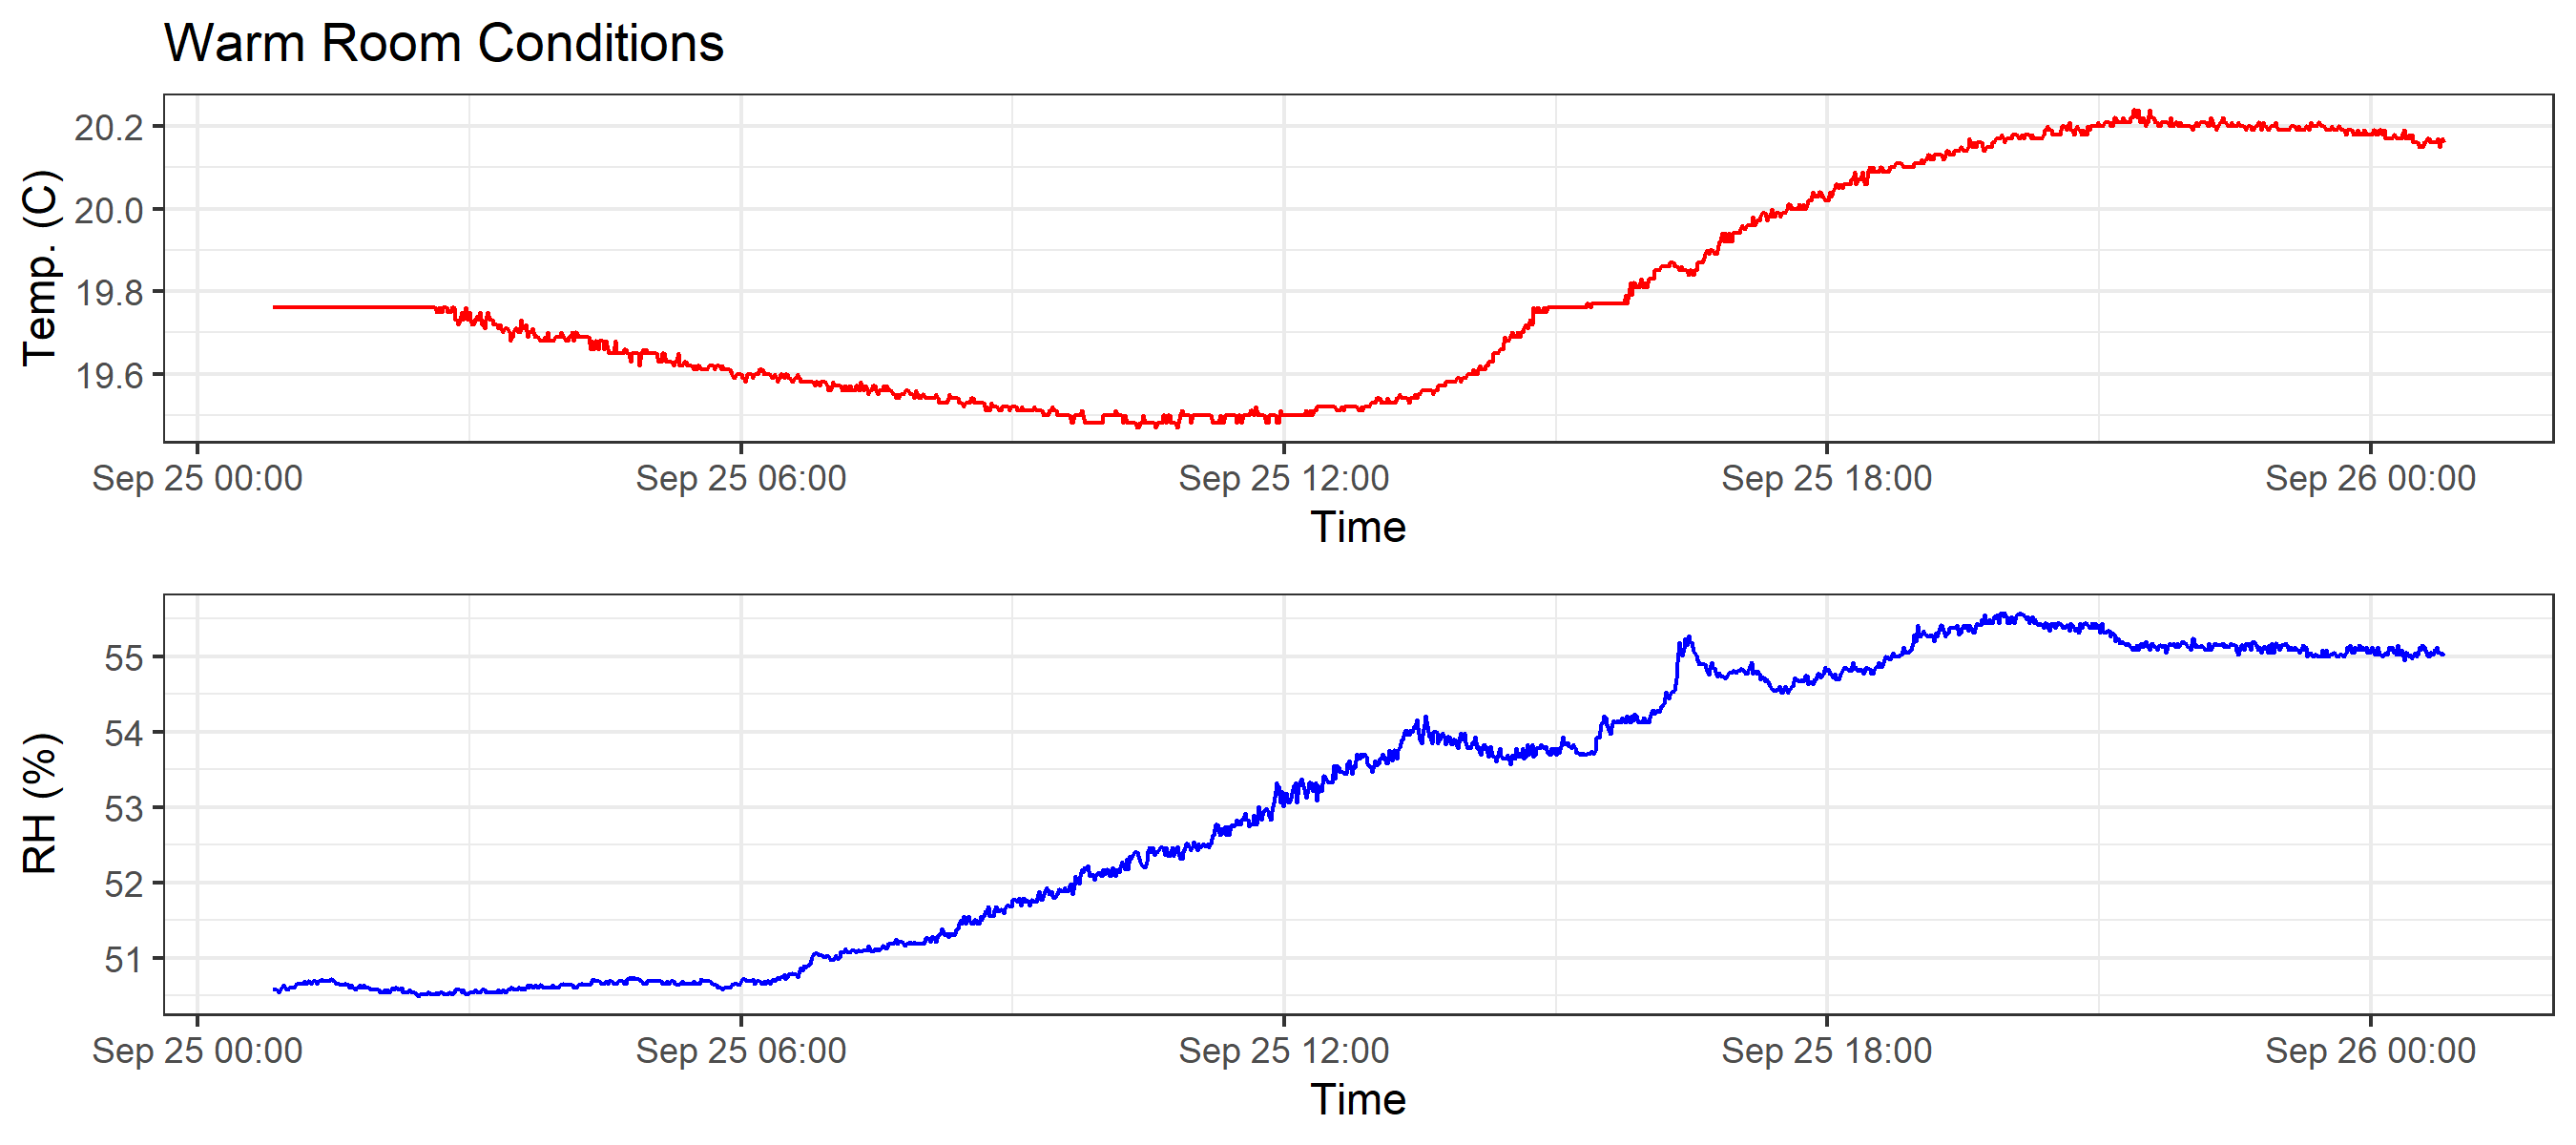 Warm Room Conditions
20.2
20.0
19.8
19.6
Temp. (C)
Sep 25 00:00 Sep 25 06:00 Sep 25 12:00 Sep 25 18:00 Sep 26 00:00
Time
55
54
53
52
51
RH (%)
Sep 25 00:00 Sep 25 06:00 Sep 25 12:00 Sep 25 18:00 Sep 26 00:00
Time